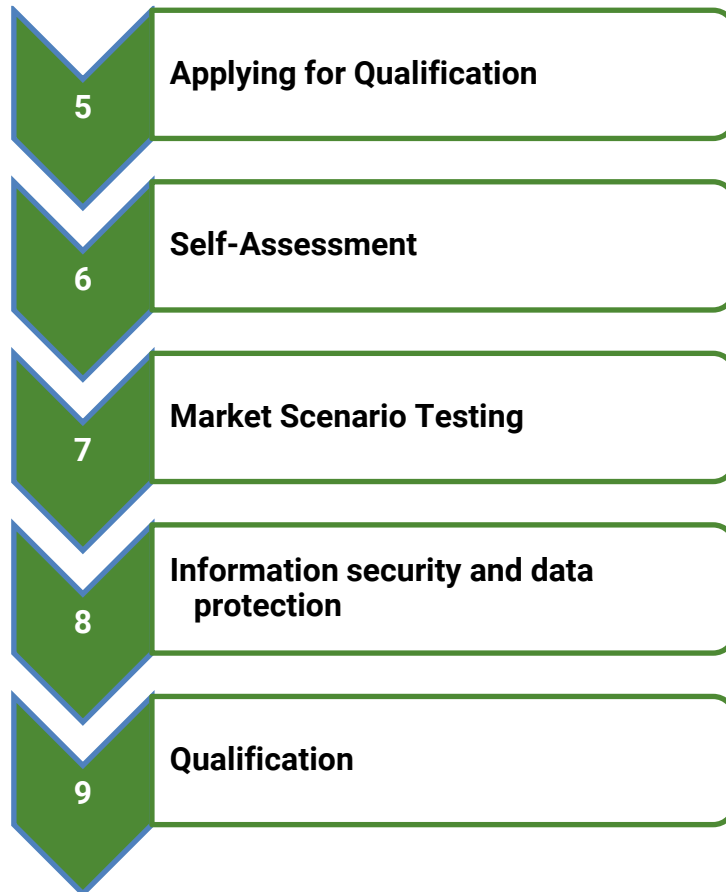 5
Applying for Qualification
6
Self-Assessment
7
Market Scenario Testing
8
Information security and data
protection
9
Qualification